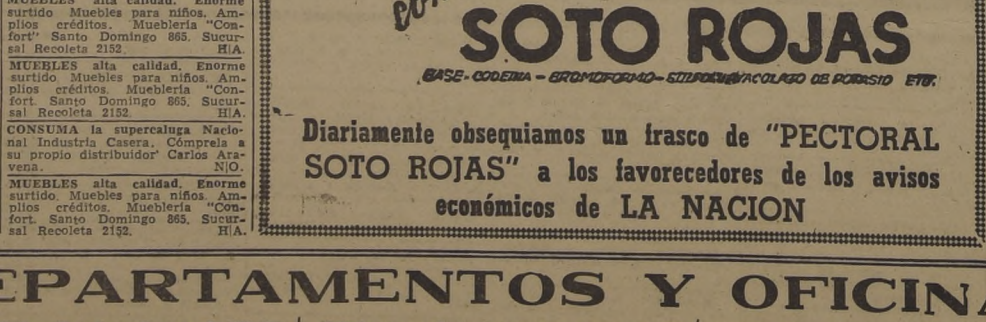 MUEBLES alta calidad. Enorme
surtido Muebles para niños. Am-
plios créditos. Mueblería "Con-
fort" Santo Domingo 865. Sucur-
sal Recoleta 2152. H|A.
MUEBLES alta calidad. Enorme
surtido. Muebles para niños. Am-
plios créditos. Mueblería "Con-
fort. Santo Domingo 865. Sucur-
sal Recoleta 2152. H|A.
CONSUMA la supercaluga Nacio-
nal Industria Casera. Cómprela a
su propio distribuidor Carlos Ara-
vena. N|O.
MUEBLES alta calidad. Enorme
surtido. Muebles para niños. Am-
plios créditos. Mueblería "Con-
fort. Santo Domingo 865. Sucur-
sal Recoleta 2152. H|A.
SOTO ROJAS
BASE-CODEINA-BROMOFORMO- DE POTASIO ETC.
Diariamente obsequiamos un frasco de "PECTORAL
SOTO ROJAS" a los favorecedores de los avisos
económicos de LA NACION
EPARTAMENTOS Y OFICINA